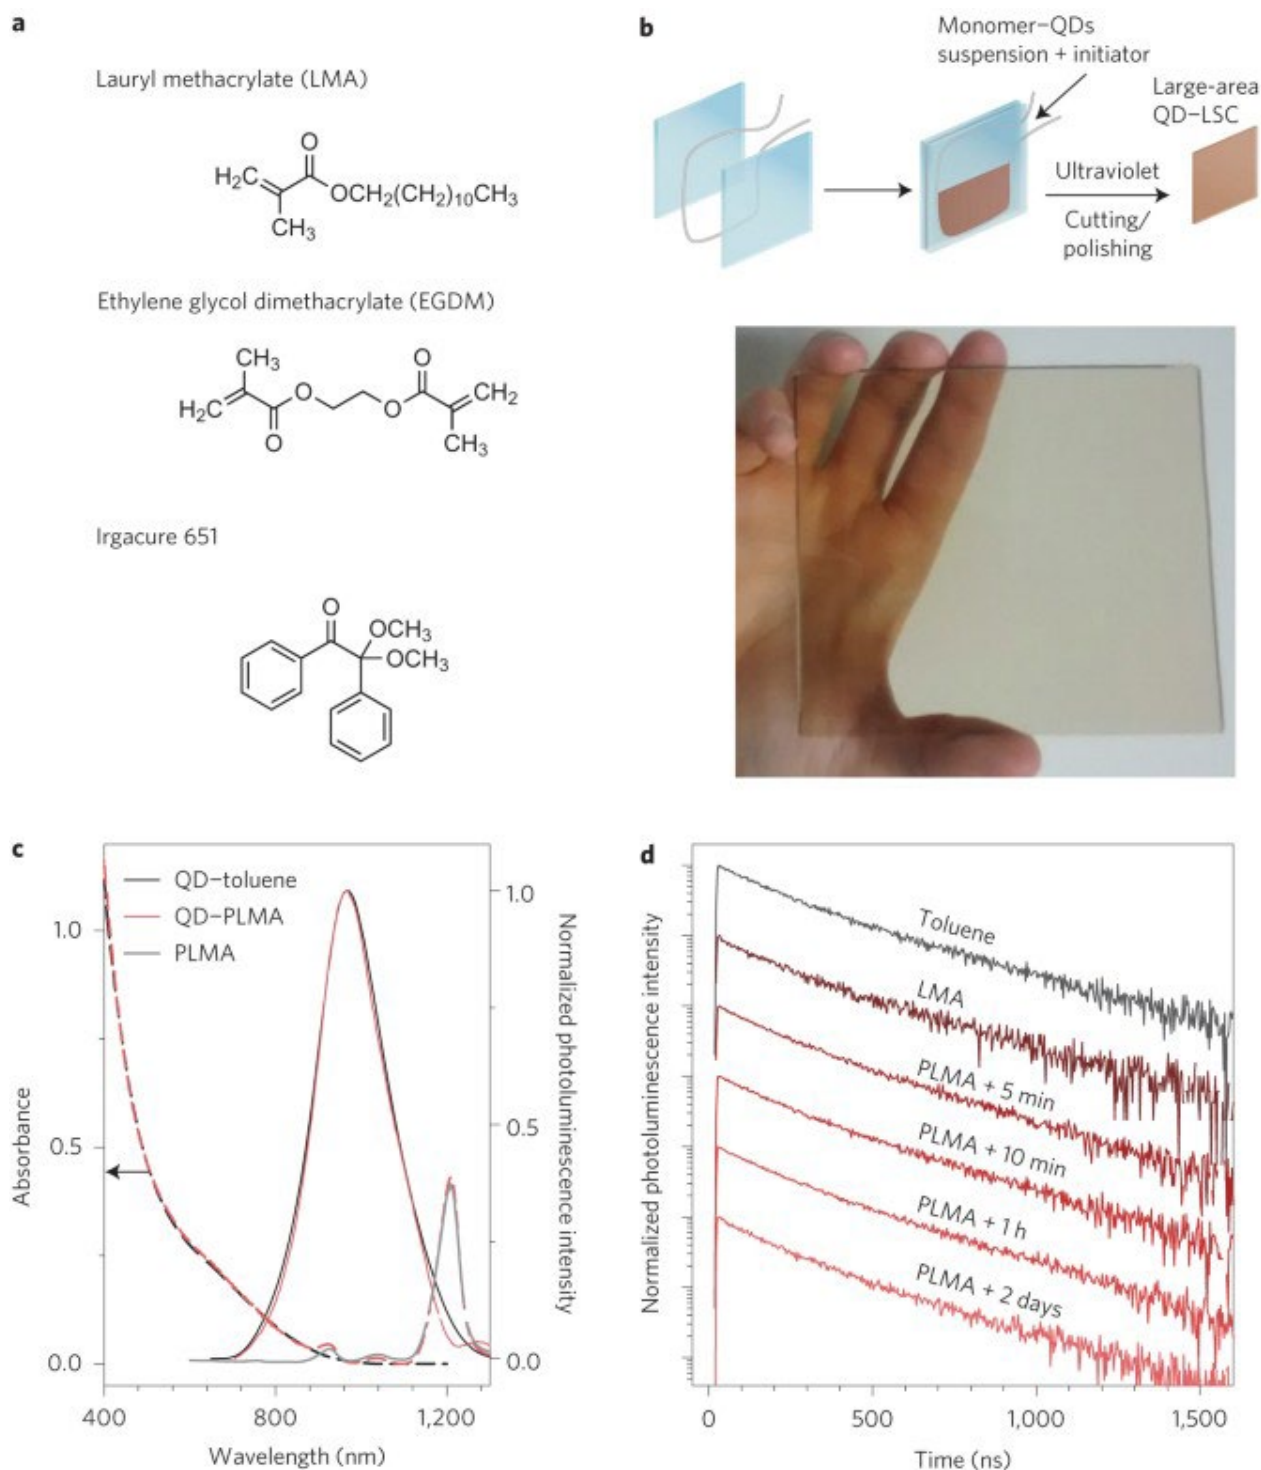 a
Lauryl methacrylate (LMA)
O
H₂C
OCH₂(CH₂)₁₀CH₃
CH₃
Ethylene glycol dimethacrylate (EGDM)
CH₃
O
H₂C
O
O
CH₂
O
CH₃
Irgacure 651
O
OCH₃
OCH₃
b
Monomer–QDs
suspension + initiator
Large-area
QD–LSC
Ultraviolet
Cutting/
polishing
c
QD–toluene
QD–PLMA
PLMA
Absorbance
1.0
0.5
0.0
Normalized photoluminescence intensity
1.0
0.5
0.0
400
800
1,200
Wavelength (nm)
d
Normalized photoluminescence intensity
Toluene
LMA
PLMA + 5 min
PLMA + 10 min
PLMA + 1 h
PLMA + 2 days
0
500
1,000
1,500
Time (ns)